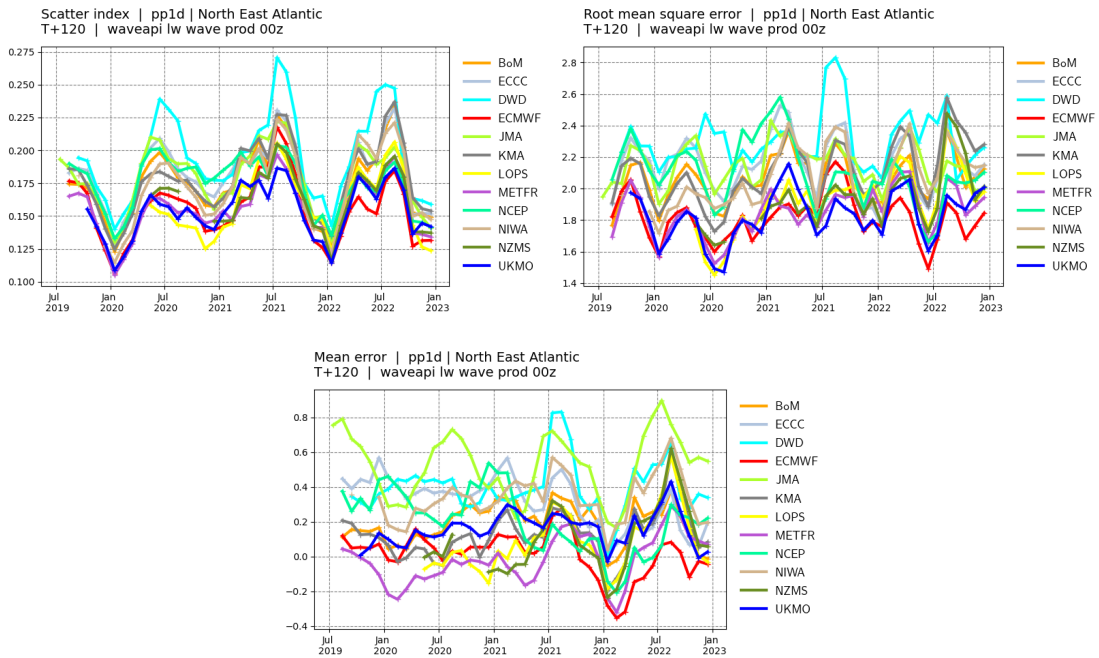 Scatter index | pp1d | North East Atlantic
T+120 | waveapi lw wave prod 00z
0.275
0.250
0.225
0.200
0.175
0.150
0.125
0.100
Jul
2019
Jan
2020
Jul
2020
Jan
2021
Jul
2021
Jan
2022
Jul
2022
Jan
2023
BoM
ECCC
DWD
ECMWF
JMA
KMA
LOPS
METFR
NCEP
NIWA
NZMS
UKMO
Root mean square error | pp1d | North East Atlantic
T+120 | waveapi lw wave prod 00z
2.8
2.6
2.4
2.2
2.0
1.8
1.6
1.4
Jul
2019
Jan
2020
Jul
2020
Jan
2021
Jul
2021
Jan
2022
Jul
2022
Jan
2023
BoM
ECCC
DWD
ECMWF
JMA
KMA
LOPS
METFR
NCEP
NIWA
NZMS
UKMO
Mean error | pp1d | North East Atlantic
T+120 | waveapi lw wave prod 00z
0.8
0.6
0.4
0.2
0.0
−0.2
−0.4
Jul
2019
Jan
2020
Jul
2020
Jan
2021
Jul
2021
Jan
2022
Jul
2022
Jan
2023
BoM
ECCC
DWD
ECMWF
JMA
KMA
LOPS
METFR
NCEP
NIWA
NZMS
UKMO